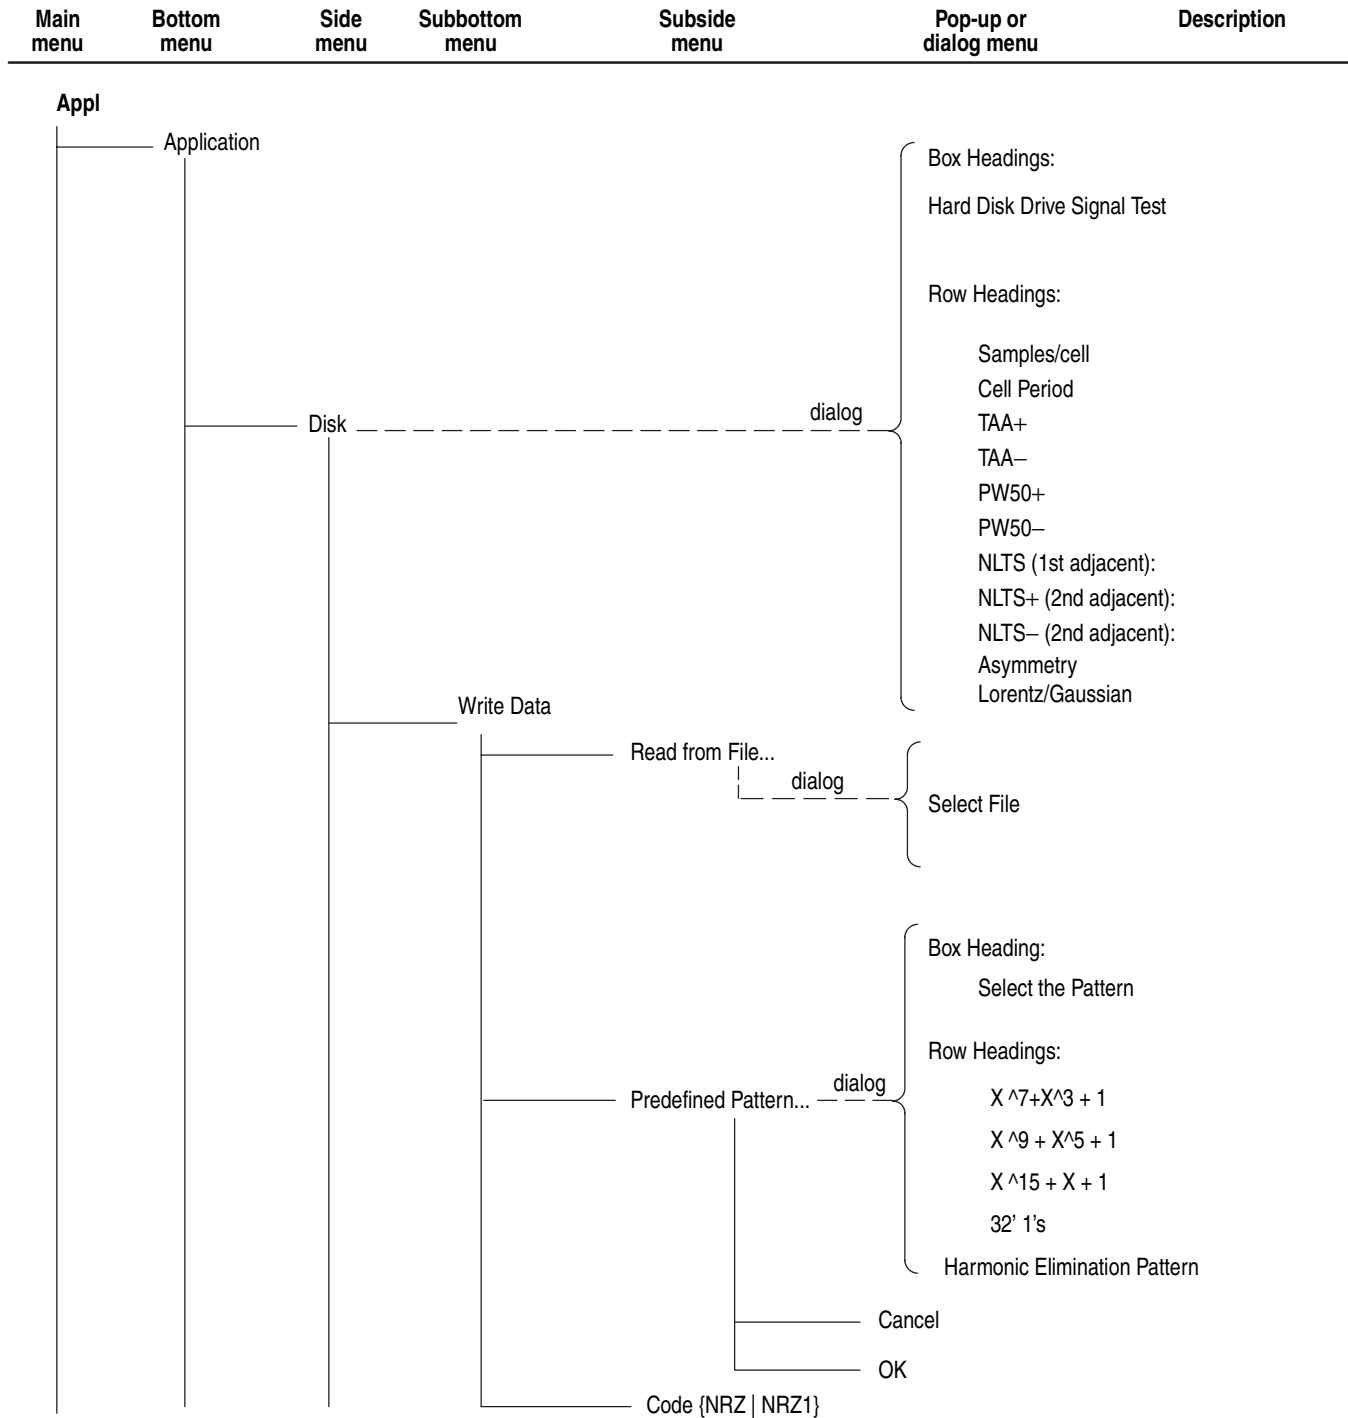 Main menu
Bottom menu
Side menu
Subbottom menu
Subside menu
Pop-up or dialog menu
Description
Appl
Application
Box Headings:
Hard Disk Drive Signal Test
Row Headings:
Samples/cell
Cell Period
TAA+
TAA–
PW50+
PW50–
NLTS (1st adjacent):
NLTS+ (2nd adjacent):
NLTS– (2nd adjacent):
Asymmetry
Lorentz/Gaussian
Disk
dialog
Write Data
Read from File...
dialog
Select File
Box Heading:
Select the Pattern
Row Headings:
X ^7+X^3 + 1
X ^9 + X^5 + 1
X ^15 + X + 1
32’ 1’s
Harmonic Elimination Pattern
Predefined Pattern...
dialog
Cancel
OK
Code {NRZ | NRZ1}